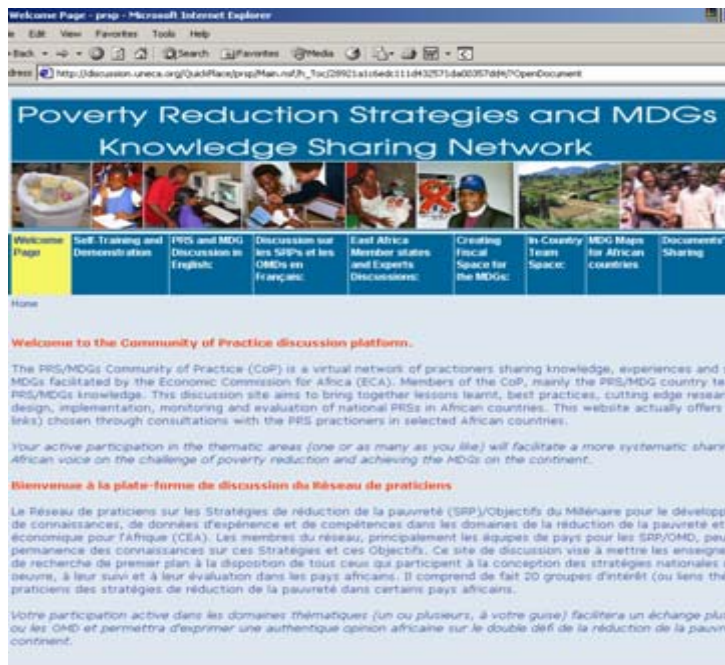 Welcome Page - prsp - Microsoft Internet Explorer
Edit View Favorites Tools Help
Back Search Favorites Media
http://discussion.uneca.org/QuickPlace/prsp/Main.nsf/h_Toc/
Poverty Reduction Strategies and MDGs
Knowledge Sharing Network
Welcome Page
Self-Training and Demonstration
PRS and MDG Discussion in English:
Discussion sur les SRPs et les OMDs en Français:
East Africa Member states and Experts Discussions:
Creating Fiscal Space for the MDGs:
In-Country Team Space:
MDG Maps for African countries
Documents Sharing
Home
Welcome to the Community of Practice discussion platform.
The PRS/MDGs Community of Practice (CoP) is a virtual network of practioners sharing knowledge, experiences and
MDGs facilitated by the Economic Commission for Africa (ECA). Members of the CoP, mainly the PRS/MDG country
PRS/MDGs knowledge. This discussion site aims to bring together lessons learnt, best practices, cutting edge
design, implementation, monitoring and evaluation of national PRSs in African countries. This website actually offers
links) chosen through consultations with the PRS practioners in selected African countries.
Your active participation in the thematic areas (one or as many as you like) will facilitate a more systematic
African voice on the challenge of poverty reduction and achieving the MDGs on the continent.
Bienvenue à la plate-forme de discussion du Réseau de praticiens
Le Réseau de praticiens sur les Stratégies de réduction de la pauvreté (SRP)/Objectifs du Millénaire pour le
de connaissances, de données d'expérience et de compétences dans les domaines de la réduction de la pauvreté
économique pour l'Afrique (CEA). Les membres du réseau, principalement les équipes de pays pour les SRP/OMD,
permanence des connaissances sur ces Stratégies et ces Objectifs. Ce site de discussion vise à mettre les
de recherche de premier plan à la disposition de tous ceux qui participent à la conception des stratégies nationales
oeuvre, à leur suivi et à leur évaluation dans les pays africains. Il comprend de fait 20 groupes d'intérêt (ou liens
praticiens des stratégies de réduction de la pauvreté dans certains pays africains.
Votre participation active dans les domaines thématiques (un ou plusieurs, à votre guise) facilitera un échange
ou les OMD et permettra d'exprimer une authentique opinion africaine sur le double défi de la réduction de la
continent.